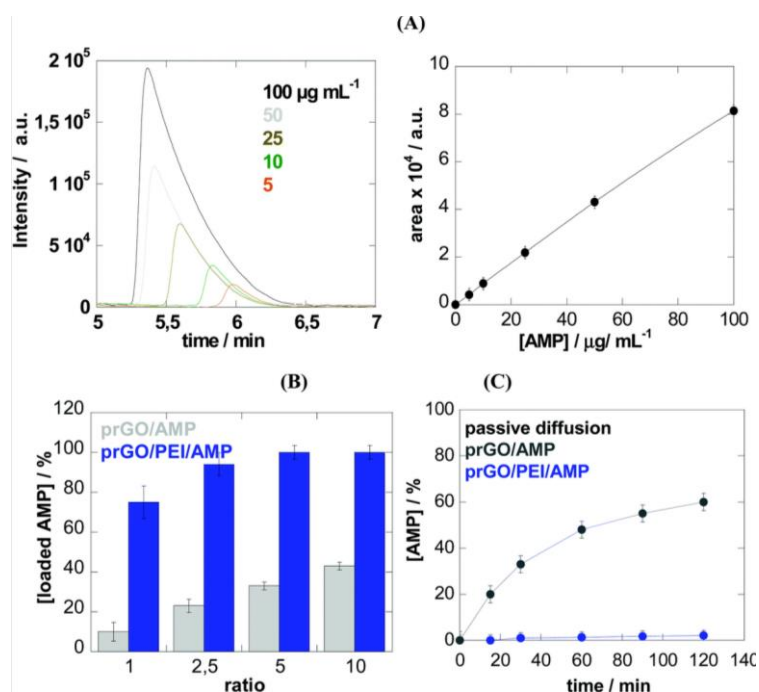 (A)
Intensity / a.u.
2 10⁵
1,5 10⁵
1 10⁵
5 10⁴
0
100 µg mL⁻¹
50
25
10
5
5 5,5 6 6,5 7
time / min
area x 10⁴ / a.u.
10
8
6
4
2
0
0 20 40 60 80 100
[AMP] / µg/ mL⁻¹
(B)
[loaded AMP] / %
120
100
80
60
40
20
0
prGO/AMP
prGO/PEI/AMP
1 2,5 5 10
ratio
(C)
[AMP] / %
100
80
60
40
20
0
passive diffusion
prGO/AMP
prGO/PEI/AMP
0 20 40 60 80 100 120 140
time / min